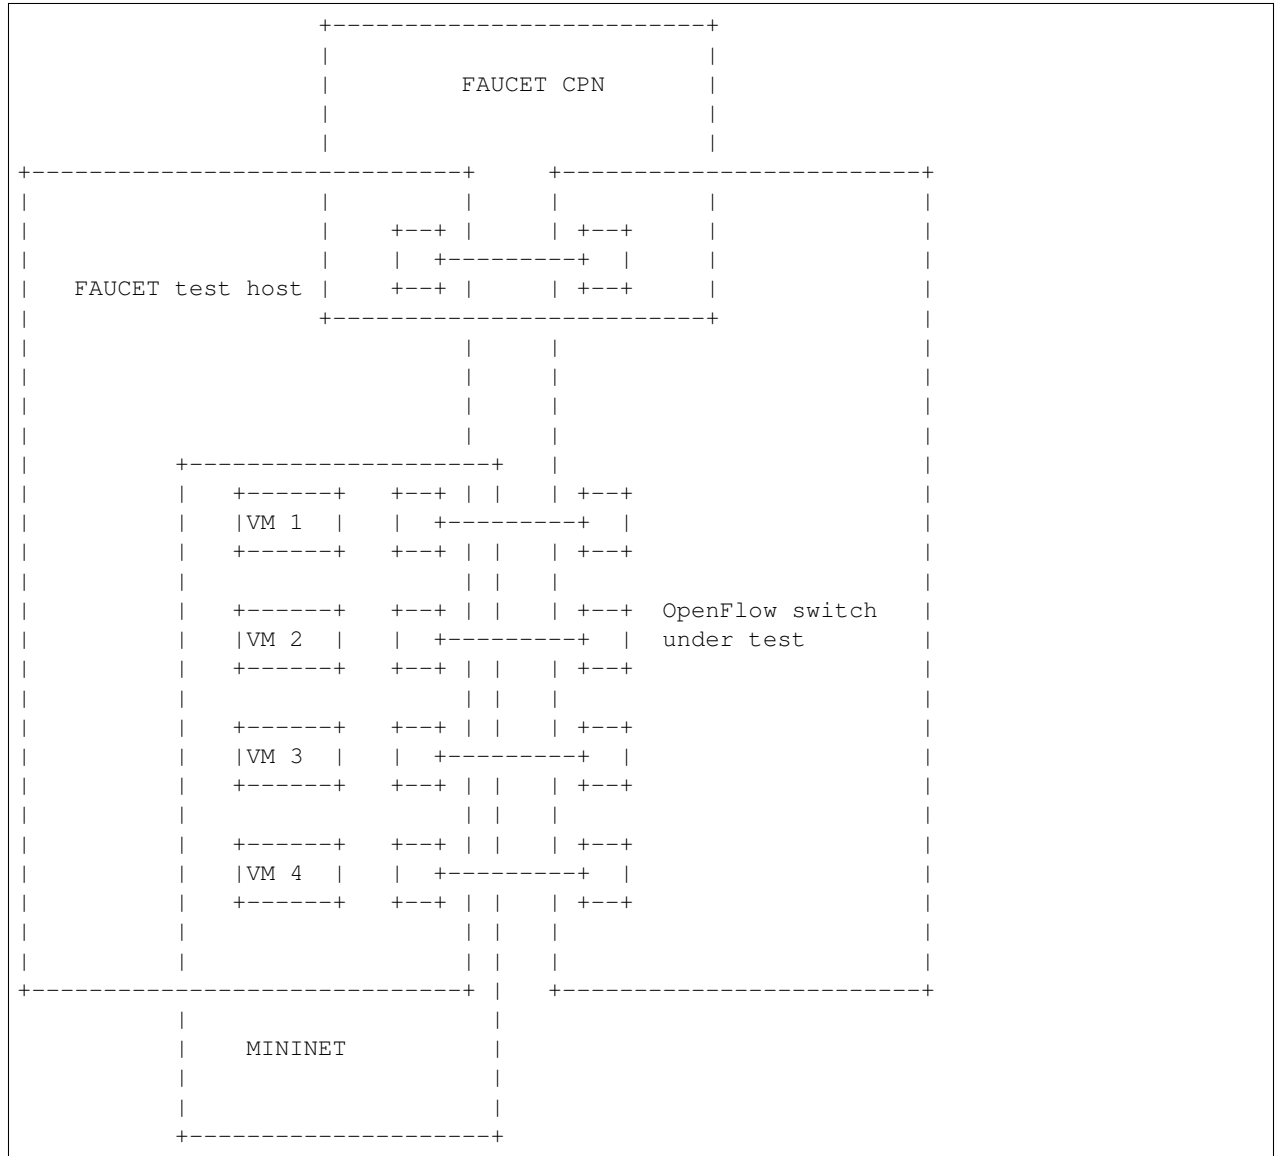 FAUCET CPN
FAUCET test host
VM 1
VM 2
OpenFlow switch
under test
VM 3
VM 4
MININET